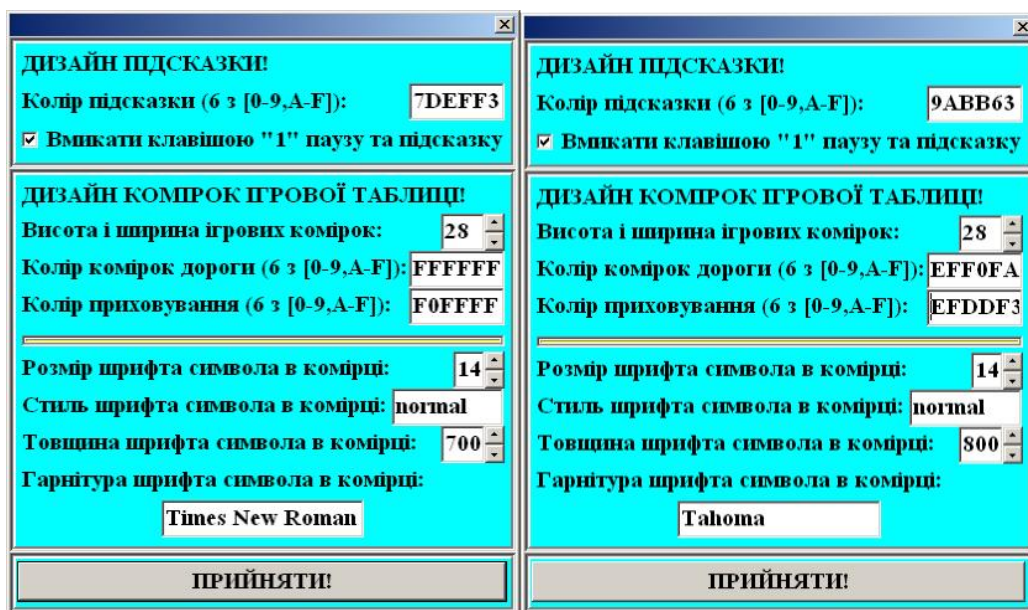 ДИЗАЙН ПІДСКАЗКИ!
Колір підсказки (6 з [0-9,A-F]): 7DEFF3
Вмикати клавішою "1" паузу та підсказку
ДИЗАЙН КОМІРОК ІГРОВОЇ ТАБЛИЦІ!
Висота і ширина ігрових комірок: 28
Колір комірок дороги (6 з [0-9,A-F]): FFFFFF
Колір приховування (6 з [0-9,A-F]): F0FFFF
Розмір шрифта символа в комірці: 14
Стиль шрифта символа в комірці: normal
Товщина шрифта символа в комірці: 700
Гарнітура шрифта символа в комірці:
Times New Roman
ПРИЙНЯТИ!
ДИЗАЙН ПІДСКАЗКИ!
Колір підсказки (6 з [0-9,A-F]): 9ABB63
Вмикати клавішою "1" паузу та підсказку
ДИЗАЙН КОМІРОК ІГРОВОЇ ТАБЛИЦІ!
Висота і ширина ігрових комірок: 28
Колір комірок дороги (6 з [0-9,A-F]): EFF0FA
Колір приховування (6 з [0-9,A-F]): EFDDF3
Розмір шрифта символа в комірці: 14
Стиль шрифта символа в комірці: normal
Товщина шрифта символа в комірці: 800
Гарнітура шрифта символа в комірці:
Tahoma
ПРИЙНЯТИ!